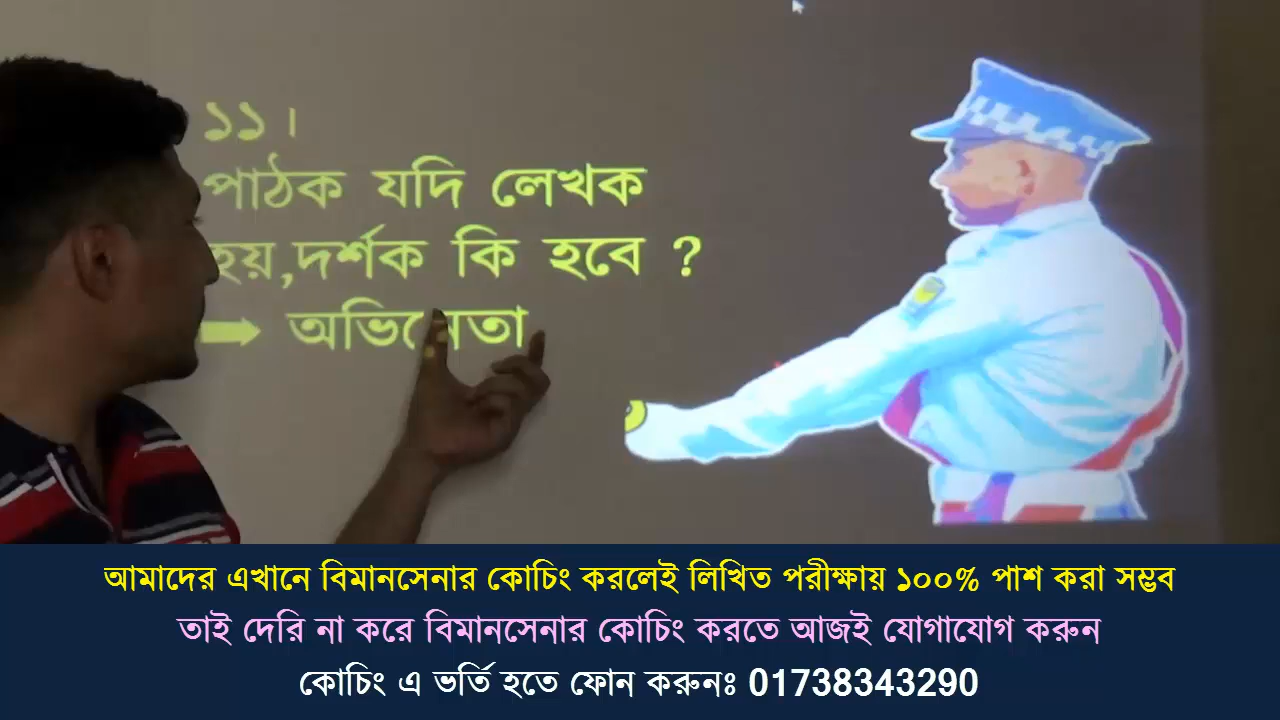 ১১।
পাঠক যদি লেখক
হয়,দর্শক কি হবে ?
অভিনেতা
আমাদের এখানে বিমানসেনার কোচিং করলেই লিখিত পরীক্ষায় ১০০% পাশ করা সম্ভব
তাই দেরি না করে বিমানসেনার কোচিং করতে আজই যোগাযোগ করুন
কোচিং এ ভর্তি হতে ফোন করুনঃ 01738343290